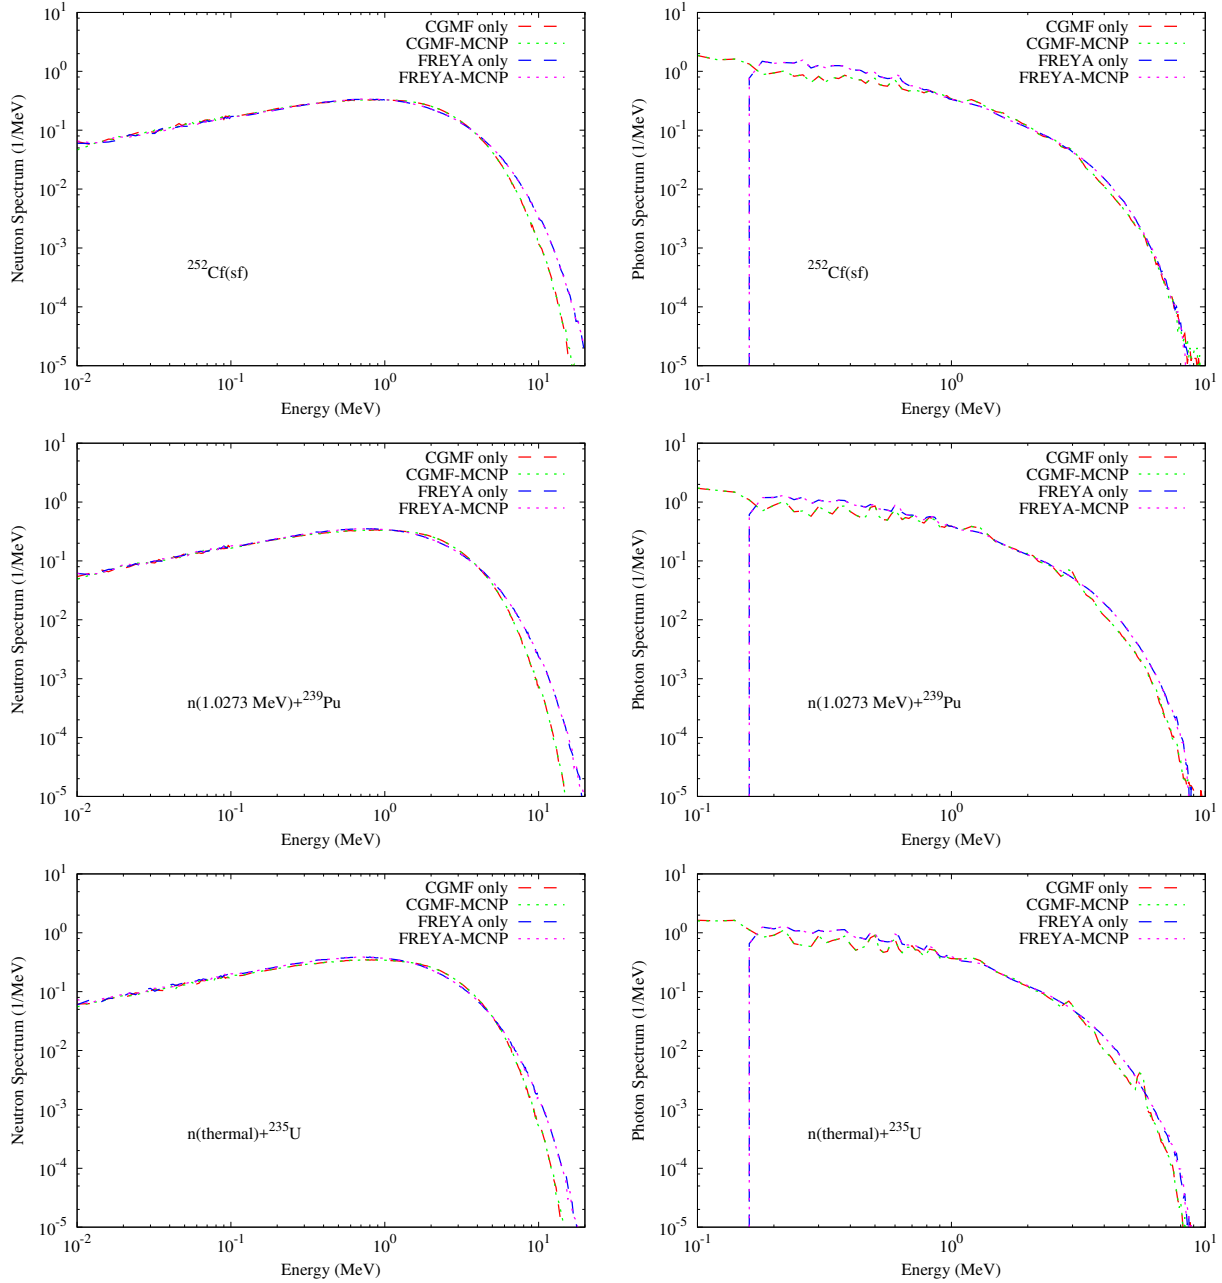 Neutron Spectrum (1/MeV)
10^1
10^0
10^-1
10^-2
10^-3
10^-4
10^-5
CGMF only
CGMF-MCNP
FREYA only
FREYA-MCNP
252Cf(sf)
10^-2 10^-1 10^0 10^1
Energy (MeV)
Photon Spectrum (1/MeV)
10^1
10^0
10^-1
10^-2
10^-3
10^-4
10^-5
CGMF only
CGMF-MCNP
FREYA only
FREYA-MCNP
252Cf(sf)
10^-1 10^0 10^1
Energy (MeV)
Neutron Spectrum (1/MeV)
10^1
10^0
10^-1
10^-2
10^-3
10^-4
10^-5
CGMF only
CGMF-MCNP
FREYA only
FREYA-MCNP
n(1.0273 MeV)+239Pu
10^-2 10^-1 10^0 10^1
Energy (MeV)
Photon Spectrum (1/MeV)
10^1
10^0
10^-1
10^-2
10^-3
10^-4
10^-5
CGMF only
CGMF-MCNP
FREYA only
FREYA-MCNP
n(1.0273 MeV)+239Pu
10^-1 10^0 10^1
Energy (MeV)
Neutron Spectrum (1/MeV)
10^1
10^0
10^-1
10^-2
10^-3
10^-4
10^-5
CGMF only
CGMF-MCNP
FREYA only
FREYA-MCNP
n(thermal)+235U
10^-2 10^-1 10^0 10^1
Energy (MeV)
Photon Spectrum (1/MeV)
10^1
10^0
10^-1
10^-2
10^-3
10^-4
10^-5
CGMF only
CGMF-MCNP
FREYA only
FREYA-MCNP
n(thermal)+235U
10^-1 10^0 10^1
Energy (MeV)